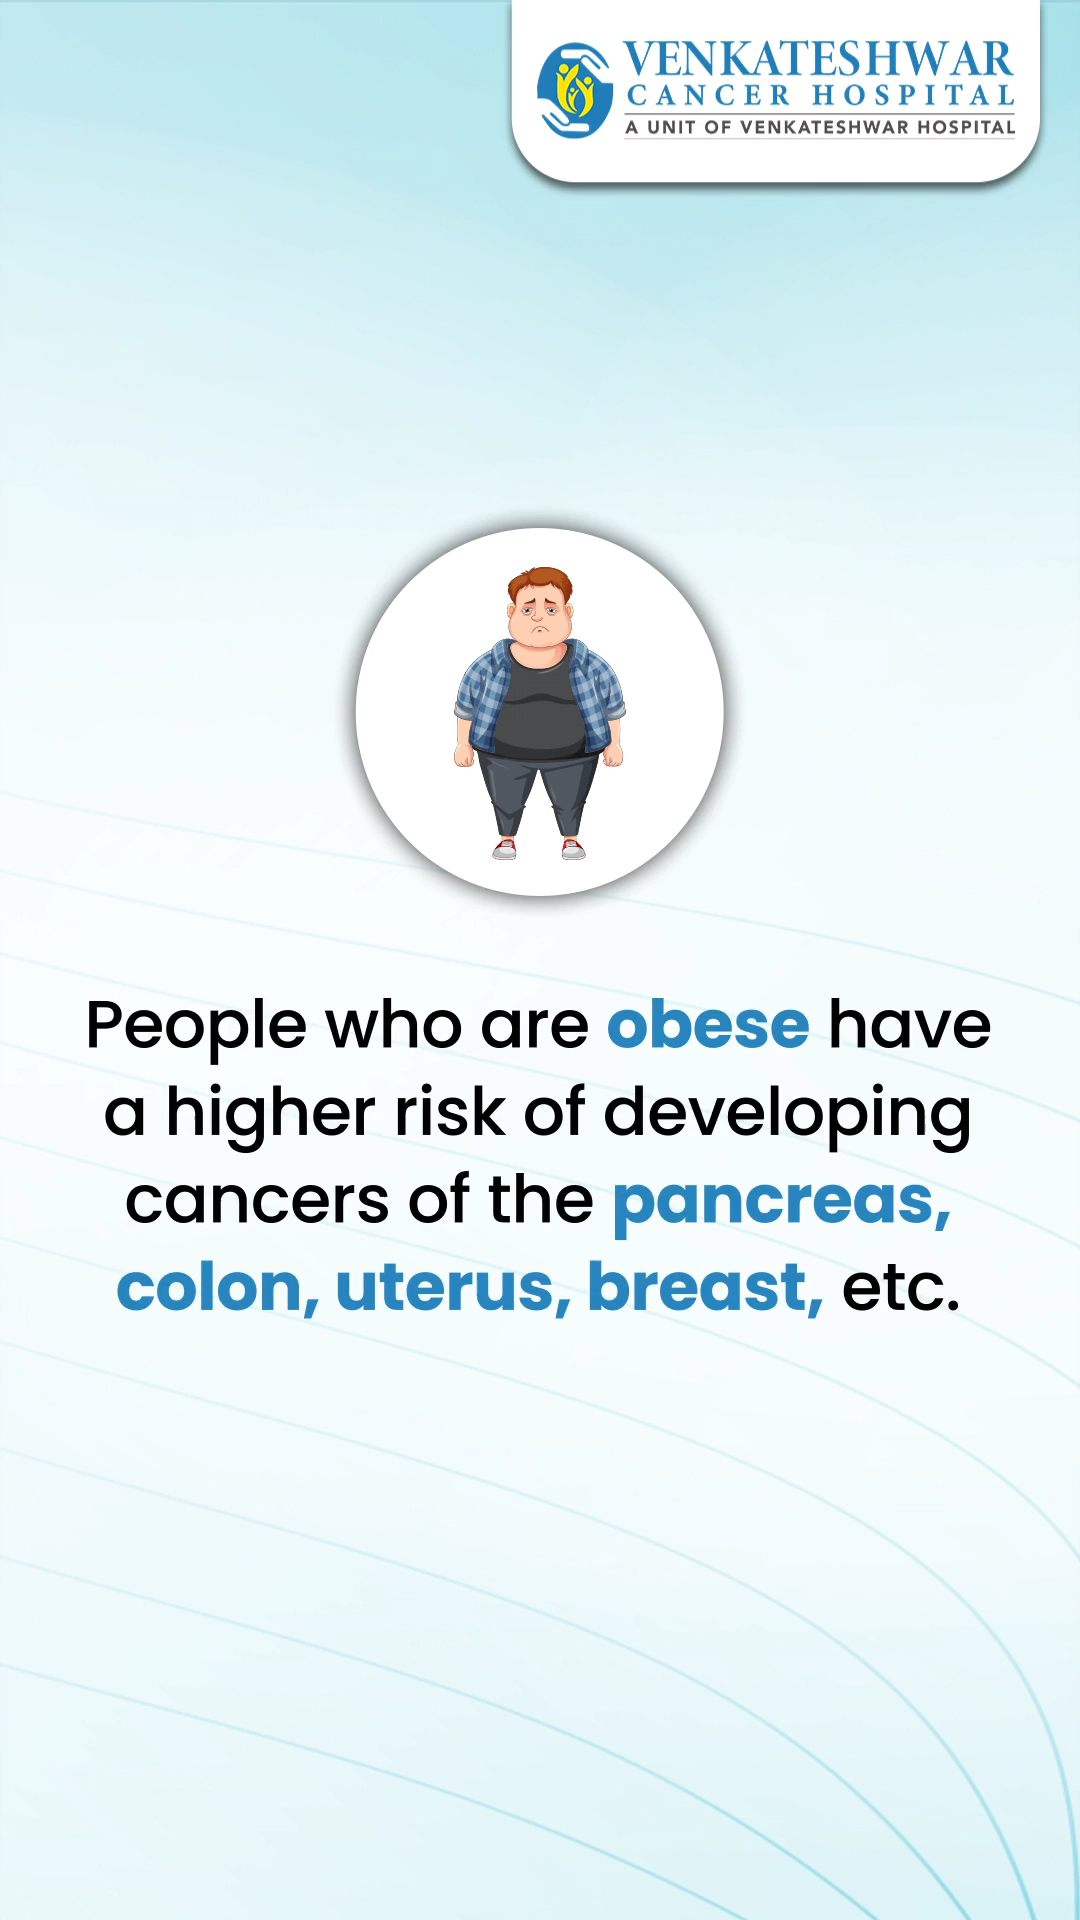 VENKATESHWAR
CANCER HOSPITAL
A UNIT OF VENKATESHWAR HOSPITAL
People who are obese have
a higher risk of developing
cancers of the pancreas,
colon, uterus, breast, etc.